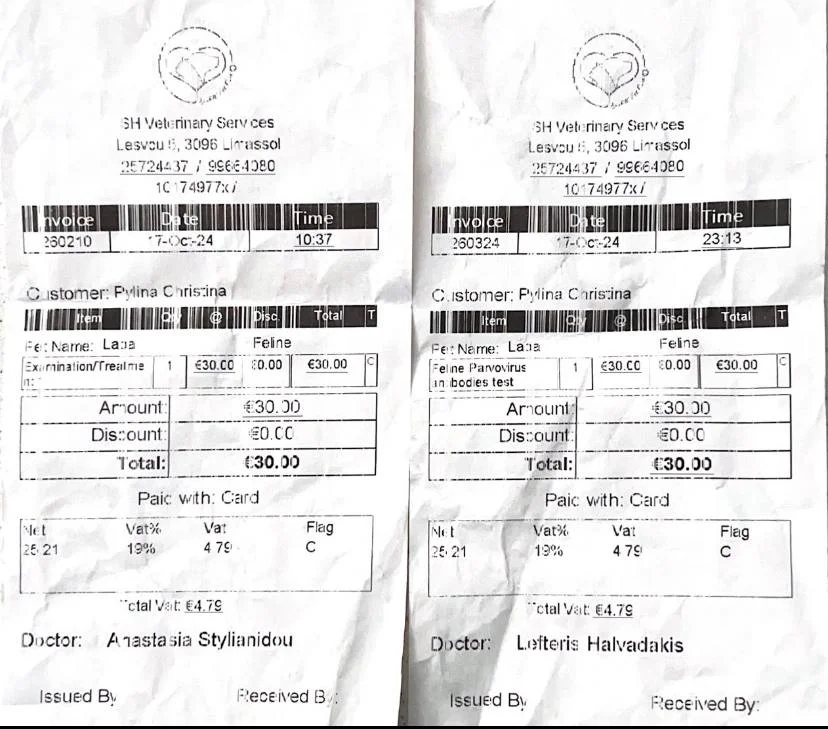 SH Veterinary Services
Lesvou 5, 3096 Limassol
25724437 / 99664080
10174977x /
Invoice Date Time
260210 17-Oct-24 10:37
Customer: Pylina Christina
Item Qty @ Disc. Total T
Pet Name: Feline
Examination/Treatme 1 €30.00 €0.00 €30.00 C
Amount: €30.00
Discount: €0.00
Total: €30.00
Paid with: Card
Net Vat% Vat Flag
25.21 19% 4.79 C
Total Vat: €4.79
Doctor: Anastasia Stylianidou
Issued By Received By:
SH Veterinary Services
Lesvou 5, 3096 Limassol
25724437 / 99664080
10174977x /
Invoice Date Time
260324 17-Oct-24 23:13
Customer: Pylina Christina
Item Qty @ Disc. Total T
Pet Name: Feline
Feline Parvovirus 1 €30.00 €0.00 €30.00 C
antibodies test
Amount: €30.00
Discount: €0.00
Total: €30.00
Paid with: Card
Net Vat% Vat Flag
25.21 19% 4.79 C
Total Vat: €4.79
Doctor: Lefteris Halvadakis
Issued By Received By: